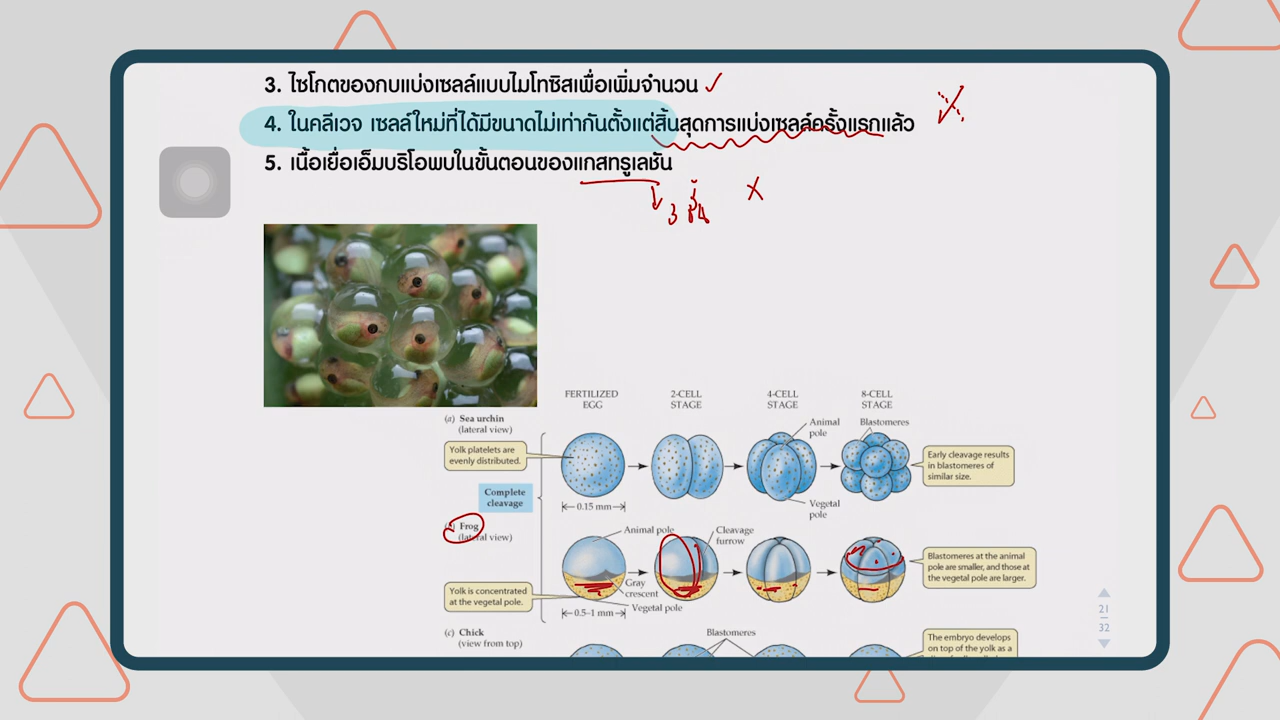 3. ไซโกตของกบแบ่งเซลล์แบบไมโทซิสเพื่อเพิ่มจำนวน
4. ในคลีเวจ เซลล์ใหม่ที่ได้มีขนาดไม่เท่ากันตั้งแต่สิ้นสุดการแบ่งเซลล์ครั้งแรกแล้ว
5. เนื้อเยื่อเอ็มบริโอพบในขั้นตอนของแกสทรูเลชัน
3 ชั้น
FERTILIZED EGG
2-CELL STAGE
4-CELL STAGE
8-CELL STAGE
(a) Sea urchin
(lateral view)
Yolk platelets are
evenly distributed.
Animal
pole
Blastomeres
Early cleavage results
in blastomeres of
similar size.
Complete
cleavage
0.15 mm
Vegetal
pole
Frog
(lateral view)
Animal pole
Cleavage
furrow
Blastomeres at the animal
pole are smaller, and those at
the vegetal pole are larger.
Yolk is concentrated
at the vegetal pole.
Gray
crescent
Vegetal pole
0.5–1 mm
21
32
(c) Chick
(view from top)
Blastomeres
The embryo develops
on top of the yolk as a